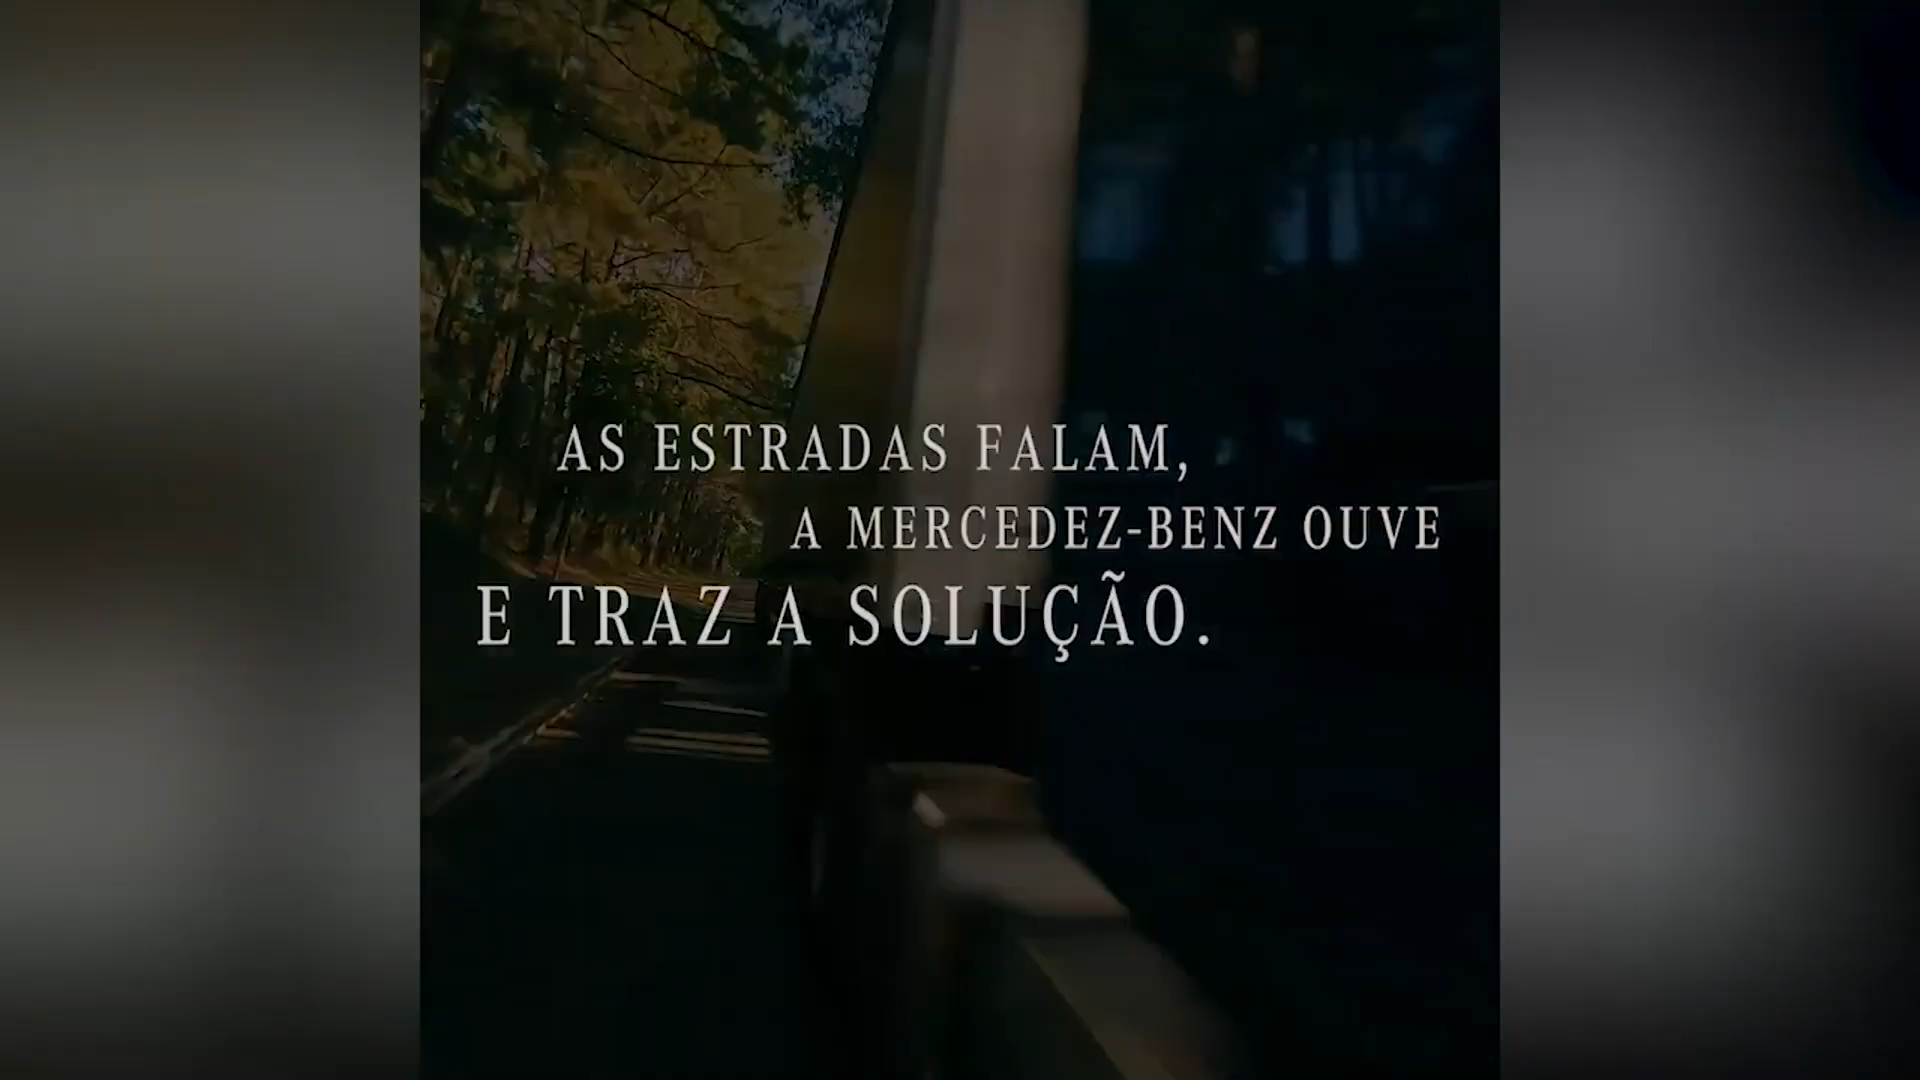 AS ESTRADAS FALAM,
A MERCEDEZ-BENZ OUVE
E TRAZ A SOLUÇÃO.